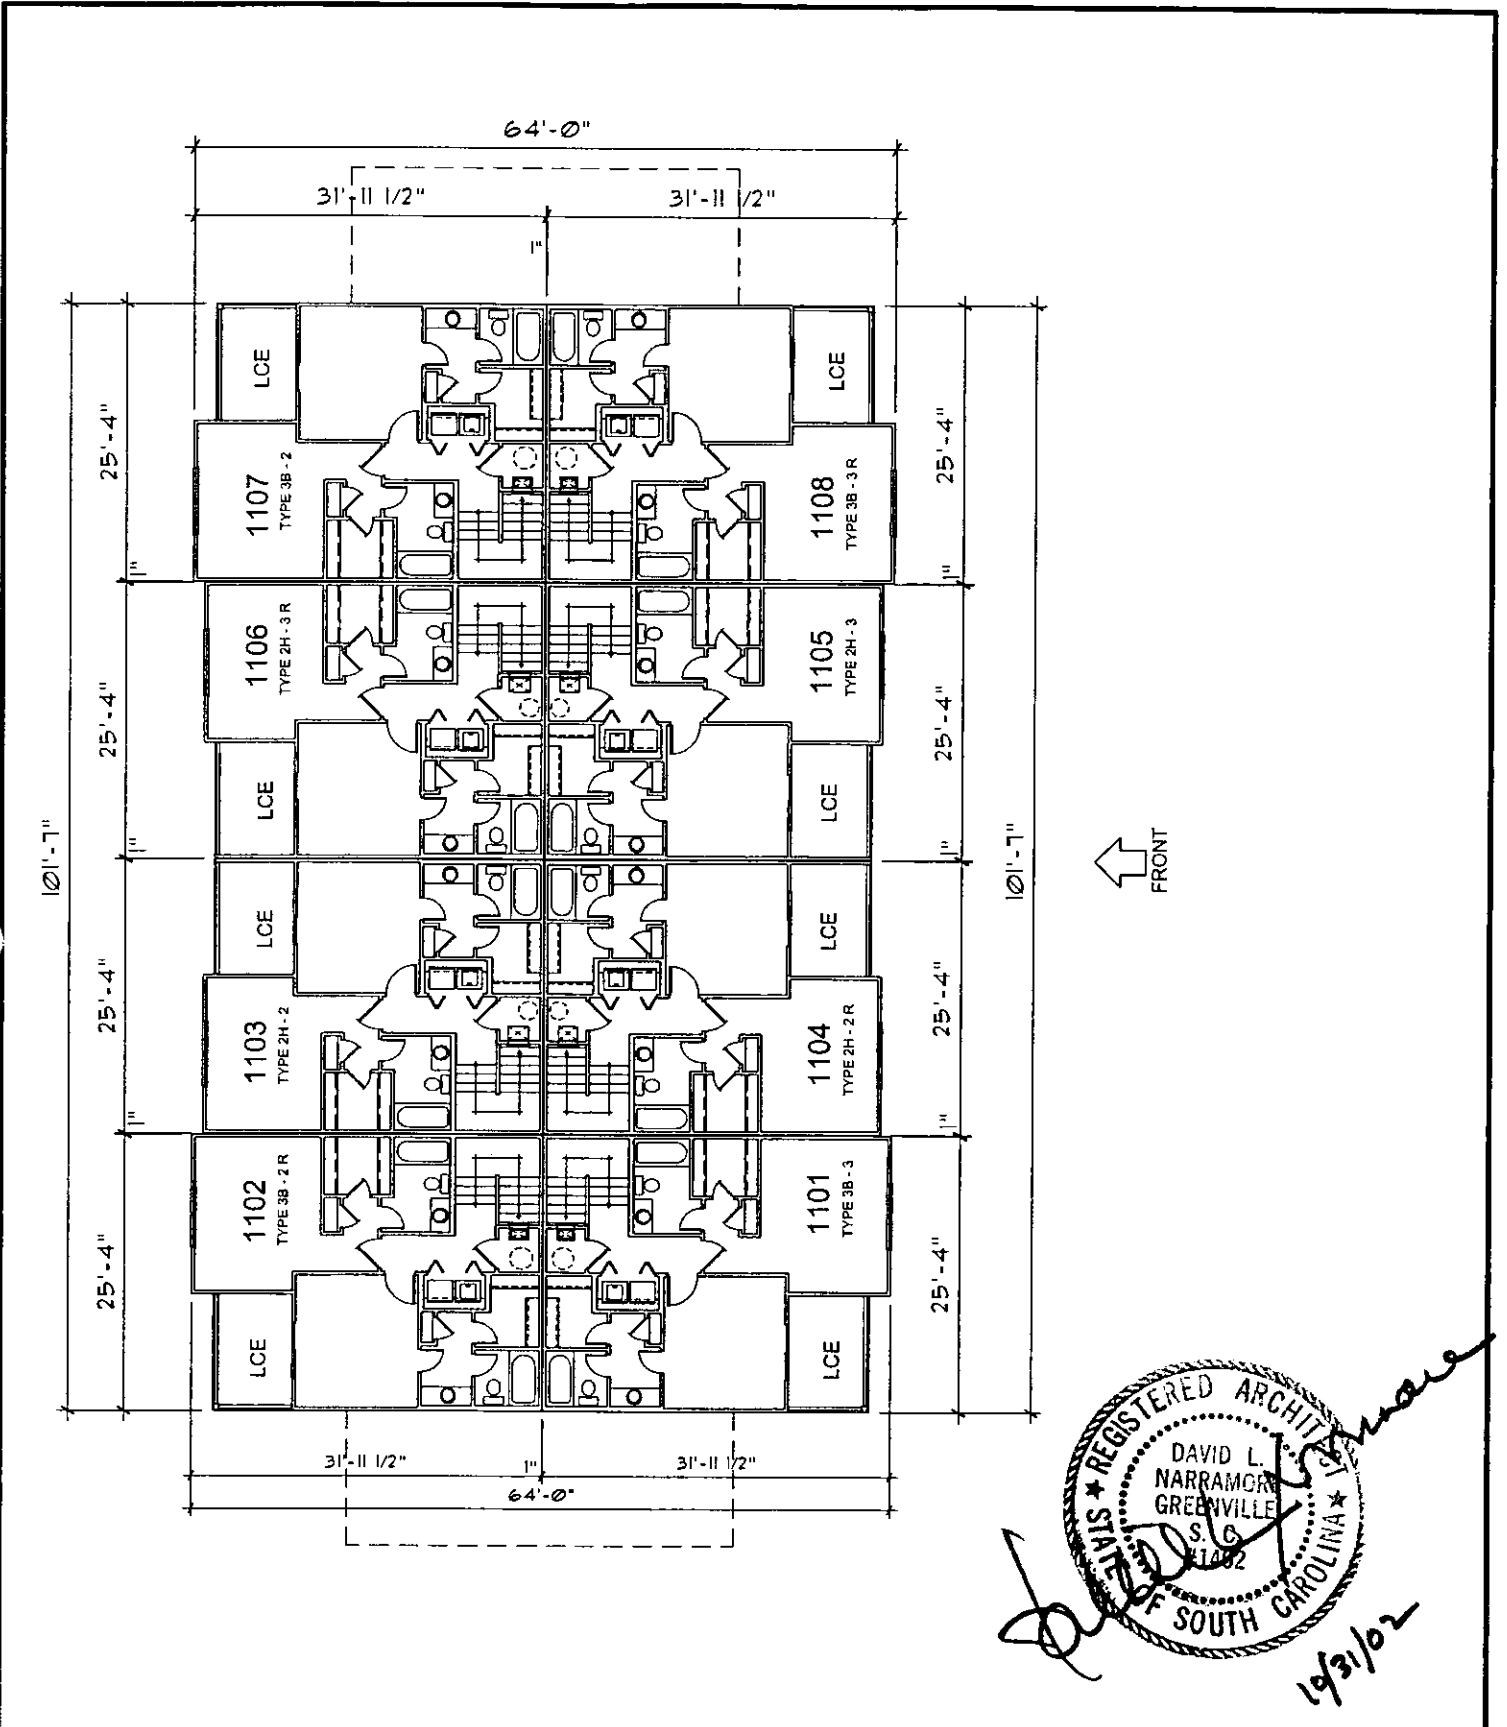 64'-0"
31'-11 1/2"
31'-11 1/2"
1"
LCE
LCE
25'-4"
25'-4"
1107
TYPE 3B - 2
1108
TYPE 3B - 3 R
1"
1"
1106
TYPE 2H - 3 R
1105
TYPE 2H - 3
25'-4"
25'-4"
LCE
LCE
1"
1"
101'-7"
101'-7"
FRONT
LCE
LCE
25'-4"
25'-4"
1103
TYPE 2H - 2
1104
TYPE 2H - 2 R
1"
1"
1102
TYPE 3B - 2 R
1101
TYPE 3B - 3
25'-4"
25'-4"
LCE
LCE
31'-11 1/2"
1"
31'-11 1/2"
64'-0"
STATE OF SOUTH CAROLINA
REGISTERED ARCHITECT
DAVID L.
NARRAMORE
GREENVILLE
S. C.
10/31/02